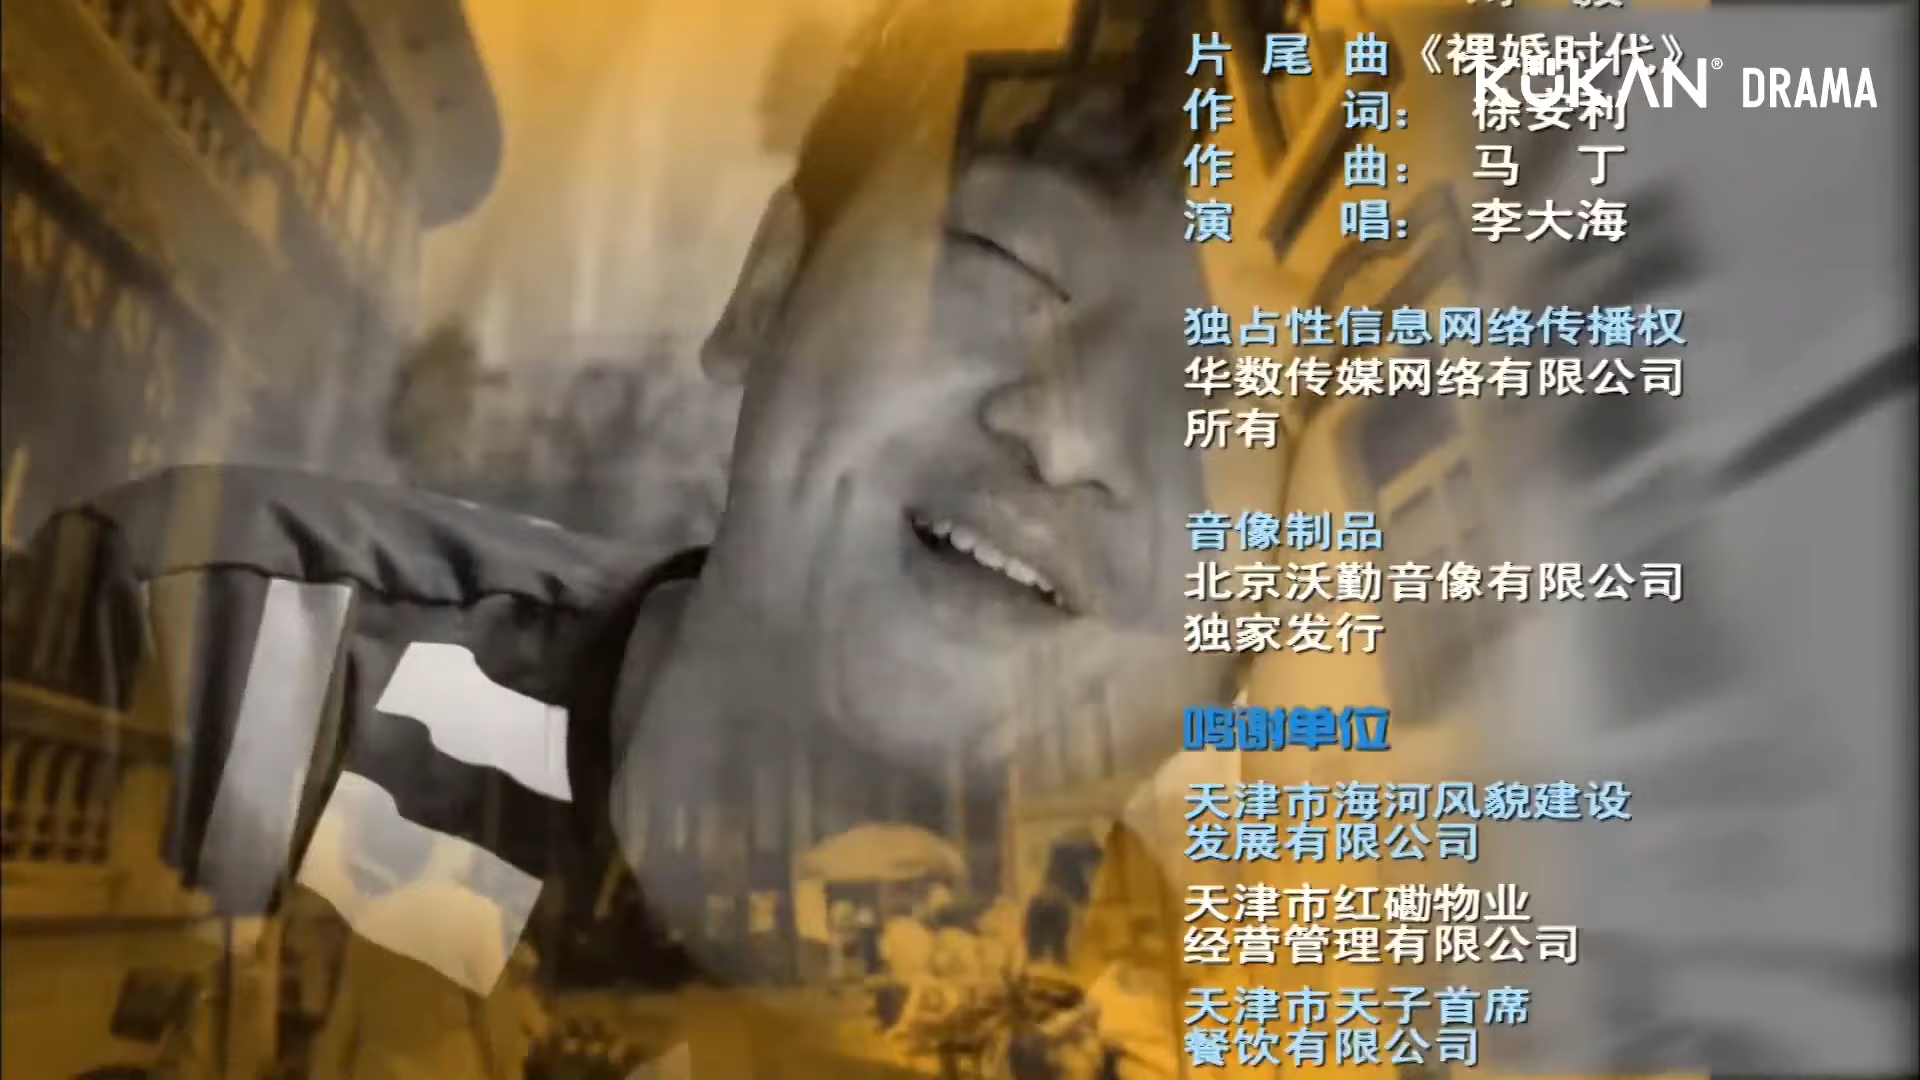 片尾曲《裸婚时代》
KÜKAN® DRAMA
作词：徐安利
作曲：马丁
演唱：李大海
独占性信息网络传播权
华数传媒网络有限公司
所有
音像制品
北京沃勤音像有限公司
独家发行
鸣谢单位
天津市海河风貌建设
发展有限公司
天津市红磡物业
经营管理有限公司
天津市天子首席
餐饮有限公司